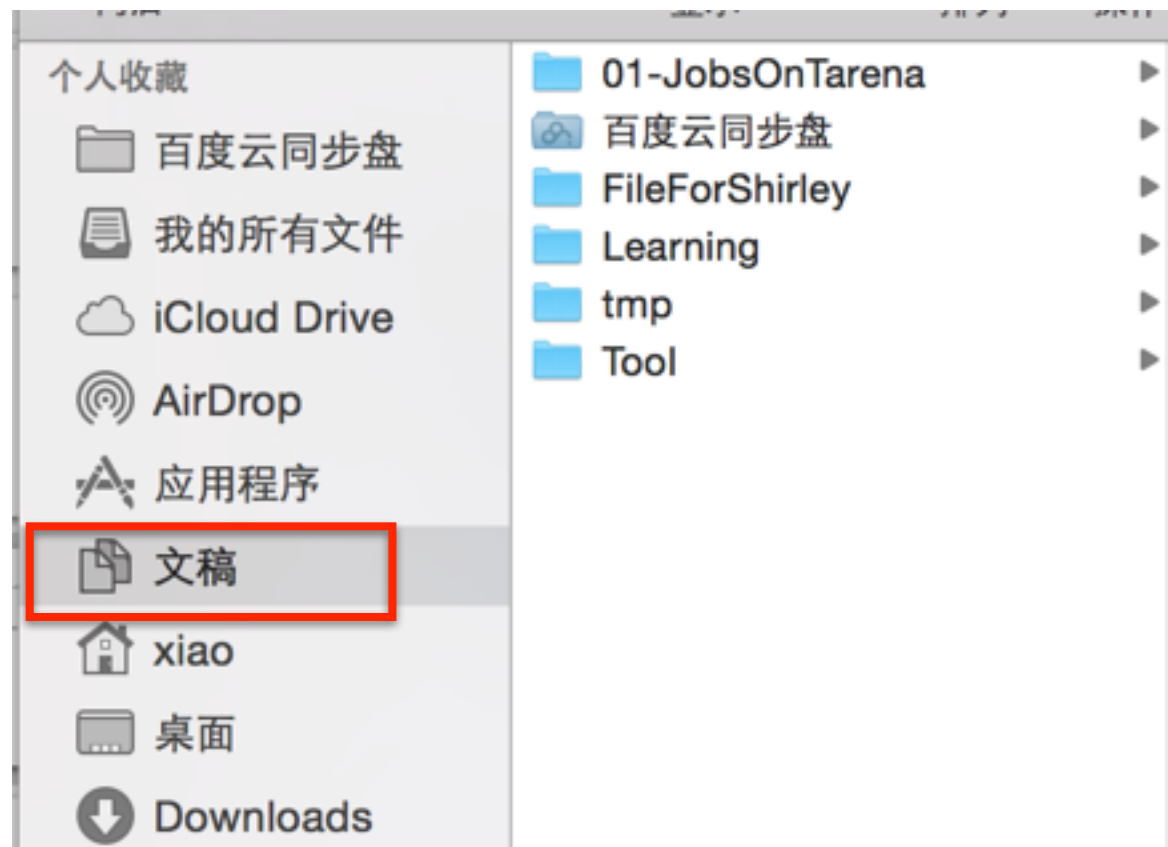 个人收藏
百度云同步盘
我的所有文件
iCloud Drive
AirDrop
应用程序
文稿
xiao
桌面
Downloads
01-JobsOnTarena
百度云同步盘
FileForShirley
Learning
tmp
Tool